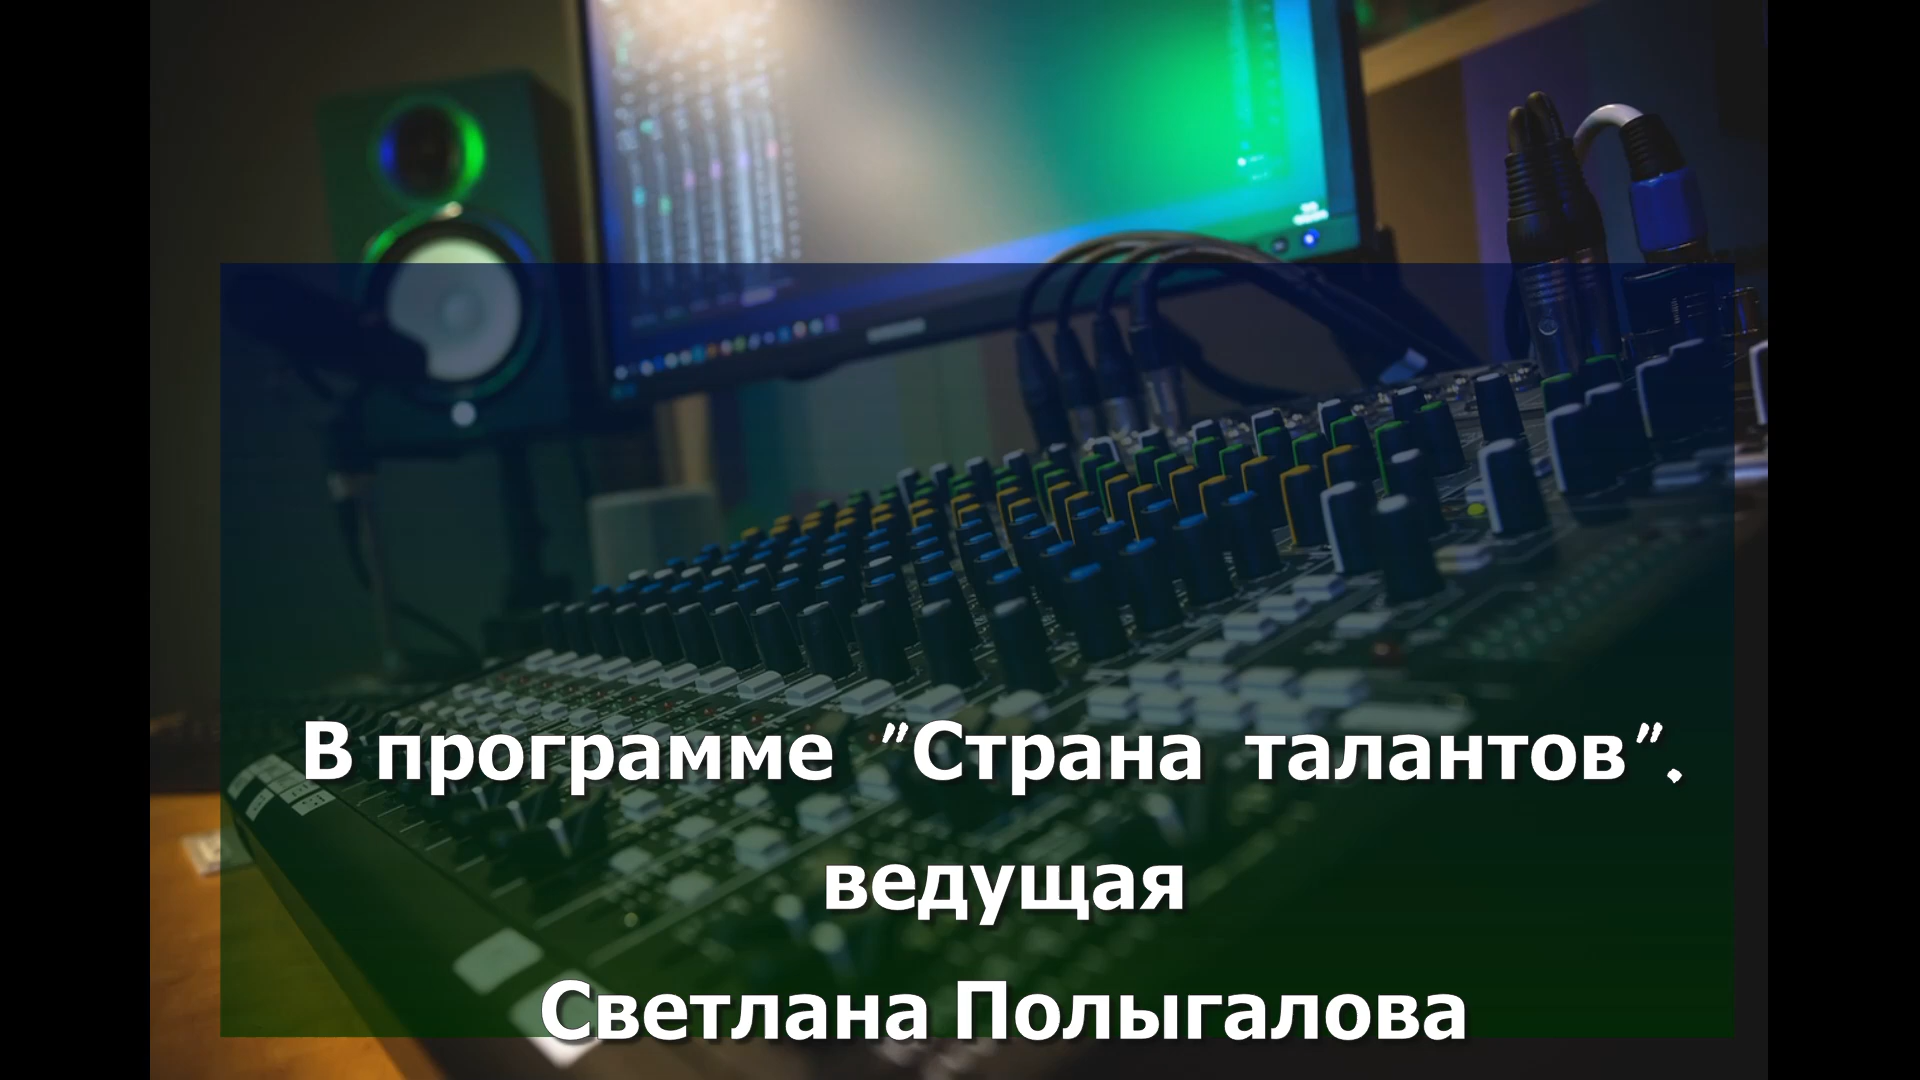 В программе "Страна талантов".
ведущая
Светлана Полыгалова